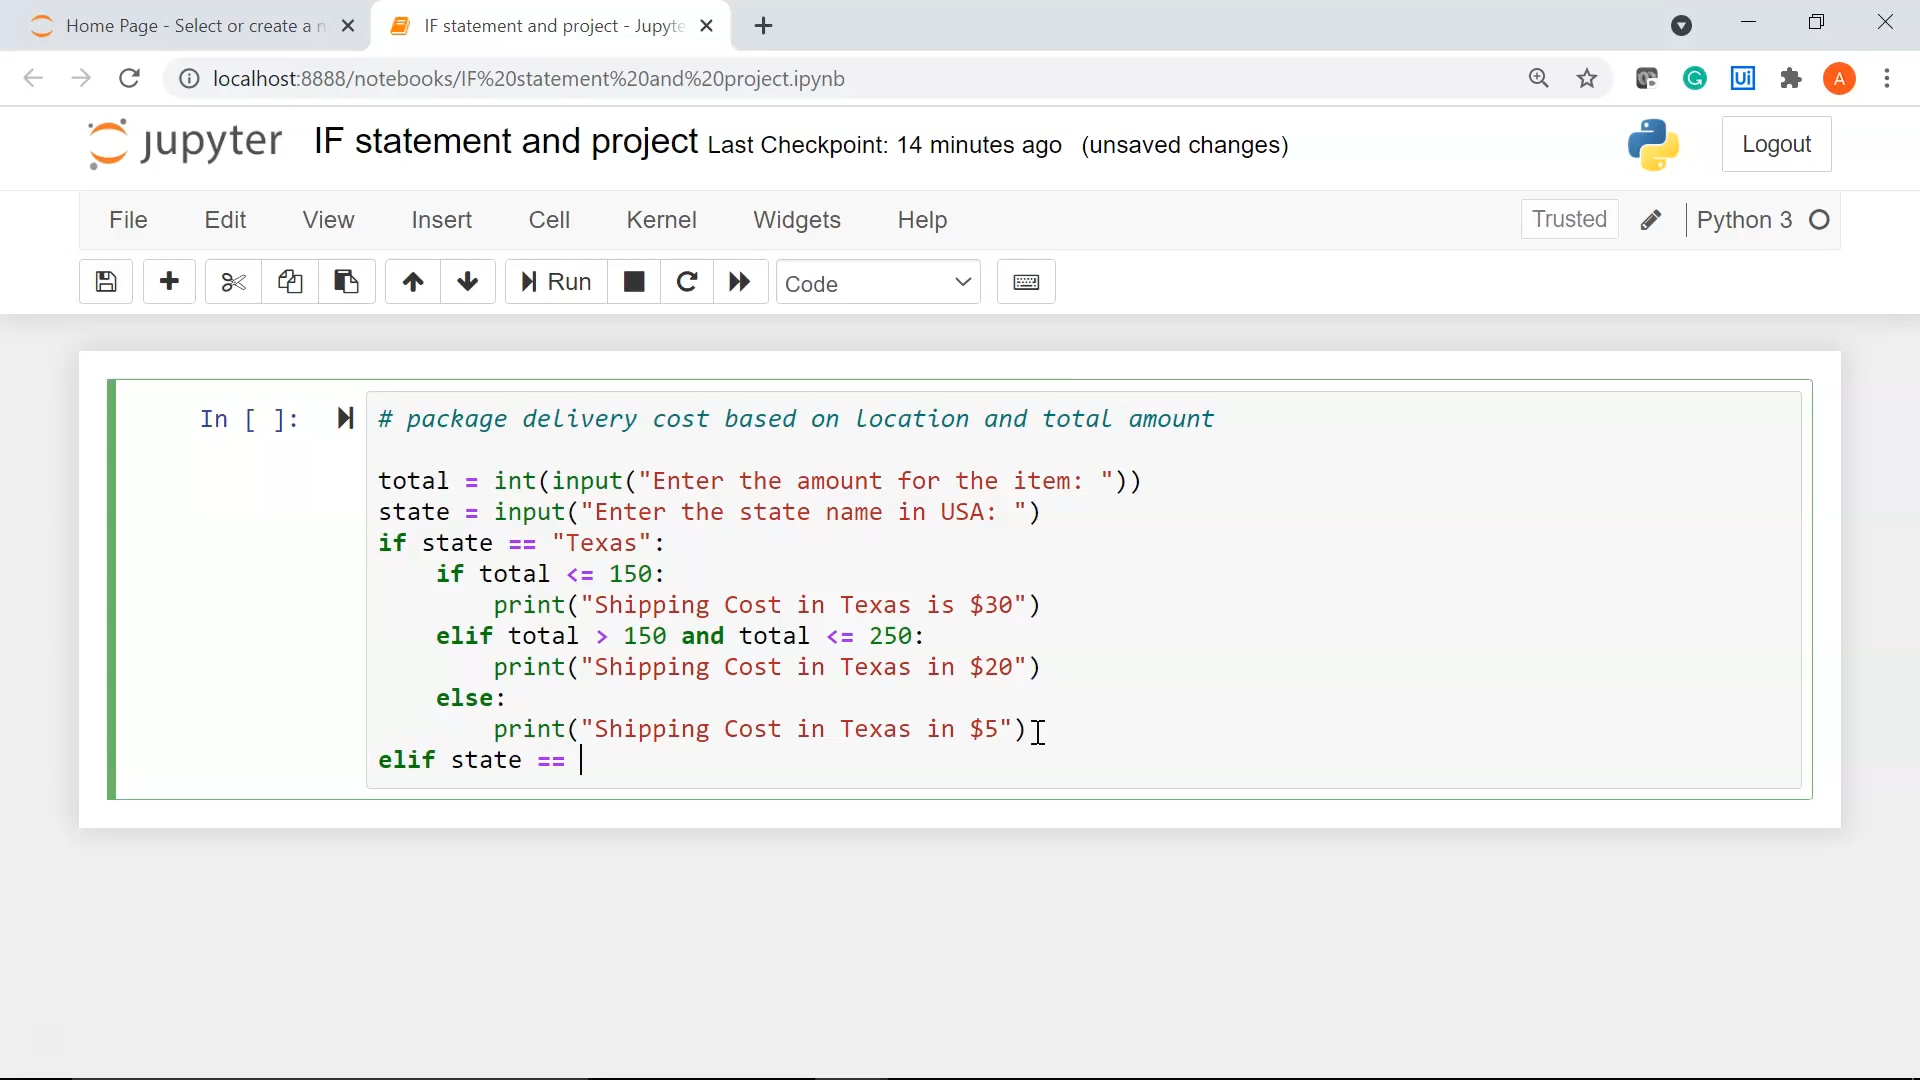 Home Page - Select or create a n
IF statement and project - Jupyte
localhost:8888/notebooks/IF%20statement%20and%20project.ipynb
G
Ui
A
jupyter IF statement and project Last Checkpoint: 14 minutes ago (unsaved changes)
Logout
File Edit View Insert Cell Kernel Widgets Help
Trusted Python 3
Run Code
In [ ]: # package delivery cost based on location and total amount
total = int(input("Enter the amount for the item: "))
state = input("Enter the state name in USA: ")
if state == "Texas":
    if total <= 150:
        print("Shipping Cost in Texas is $30")
    elif total > 150 and total <= 250:
        print("Shipping Cost in Texas in $20")
    else:
        print("Shipping Cost in Texas in $5")
elif state ==